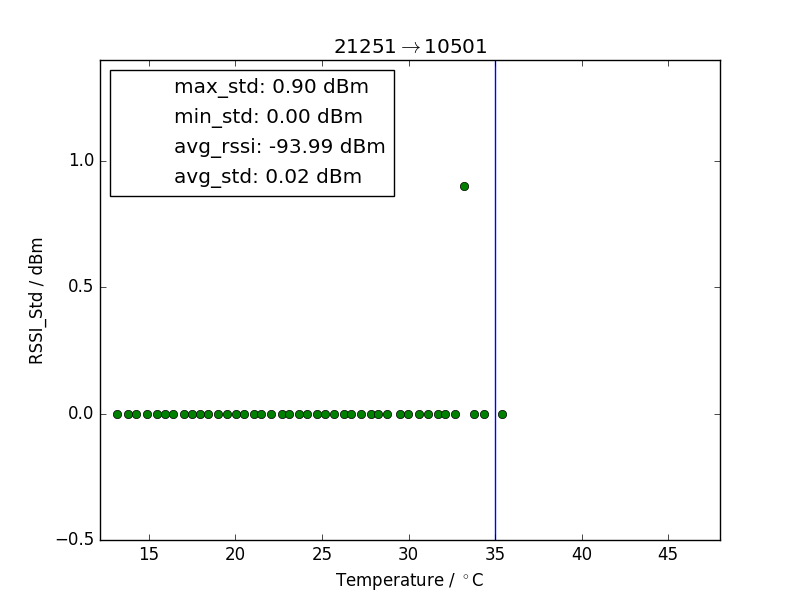 21251→10501
max_std: 0.90 dBm
min_std: 0.00 dBm
avg_rssi: -93.99 dBm
avg_std: 0.02 dBm
1.0
0.5
0.0
−0.5
RSSI_Std / dBm
15 20 25 30 35 40 45
Temperature / °C